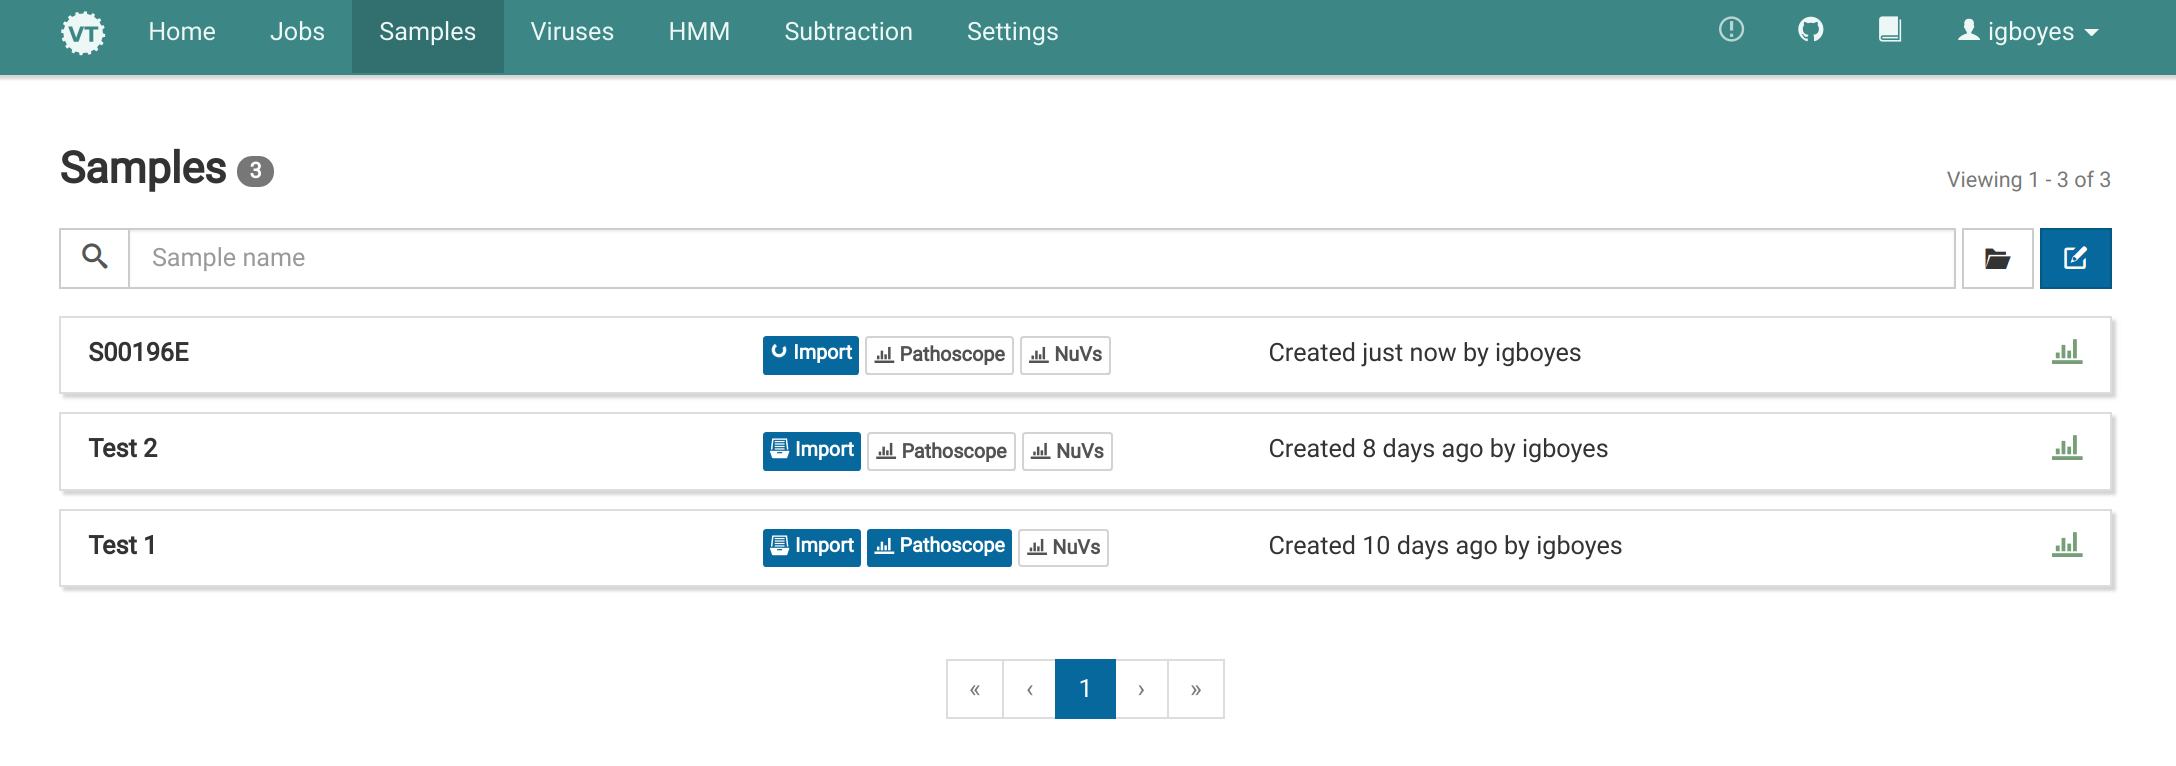 VT Home Jobs Samples Viruses HMM Subtraction Settings igboyes
Samples 3
Viewing 1 - 3 of 3
Sample name
S00196E Import Pathoscope NuVs Created just now by igboyes
Test 2 Import Pathoscope NuVs Created 8 days ago by igboyes
Test 1 Import Pathoscope NuVs Created 10 days ago by igboyes
« ‹ 1 › »